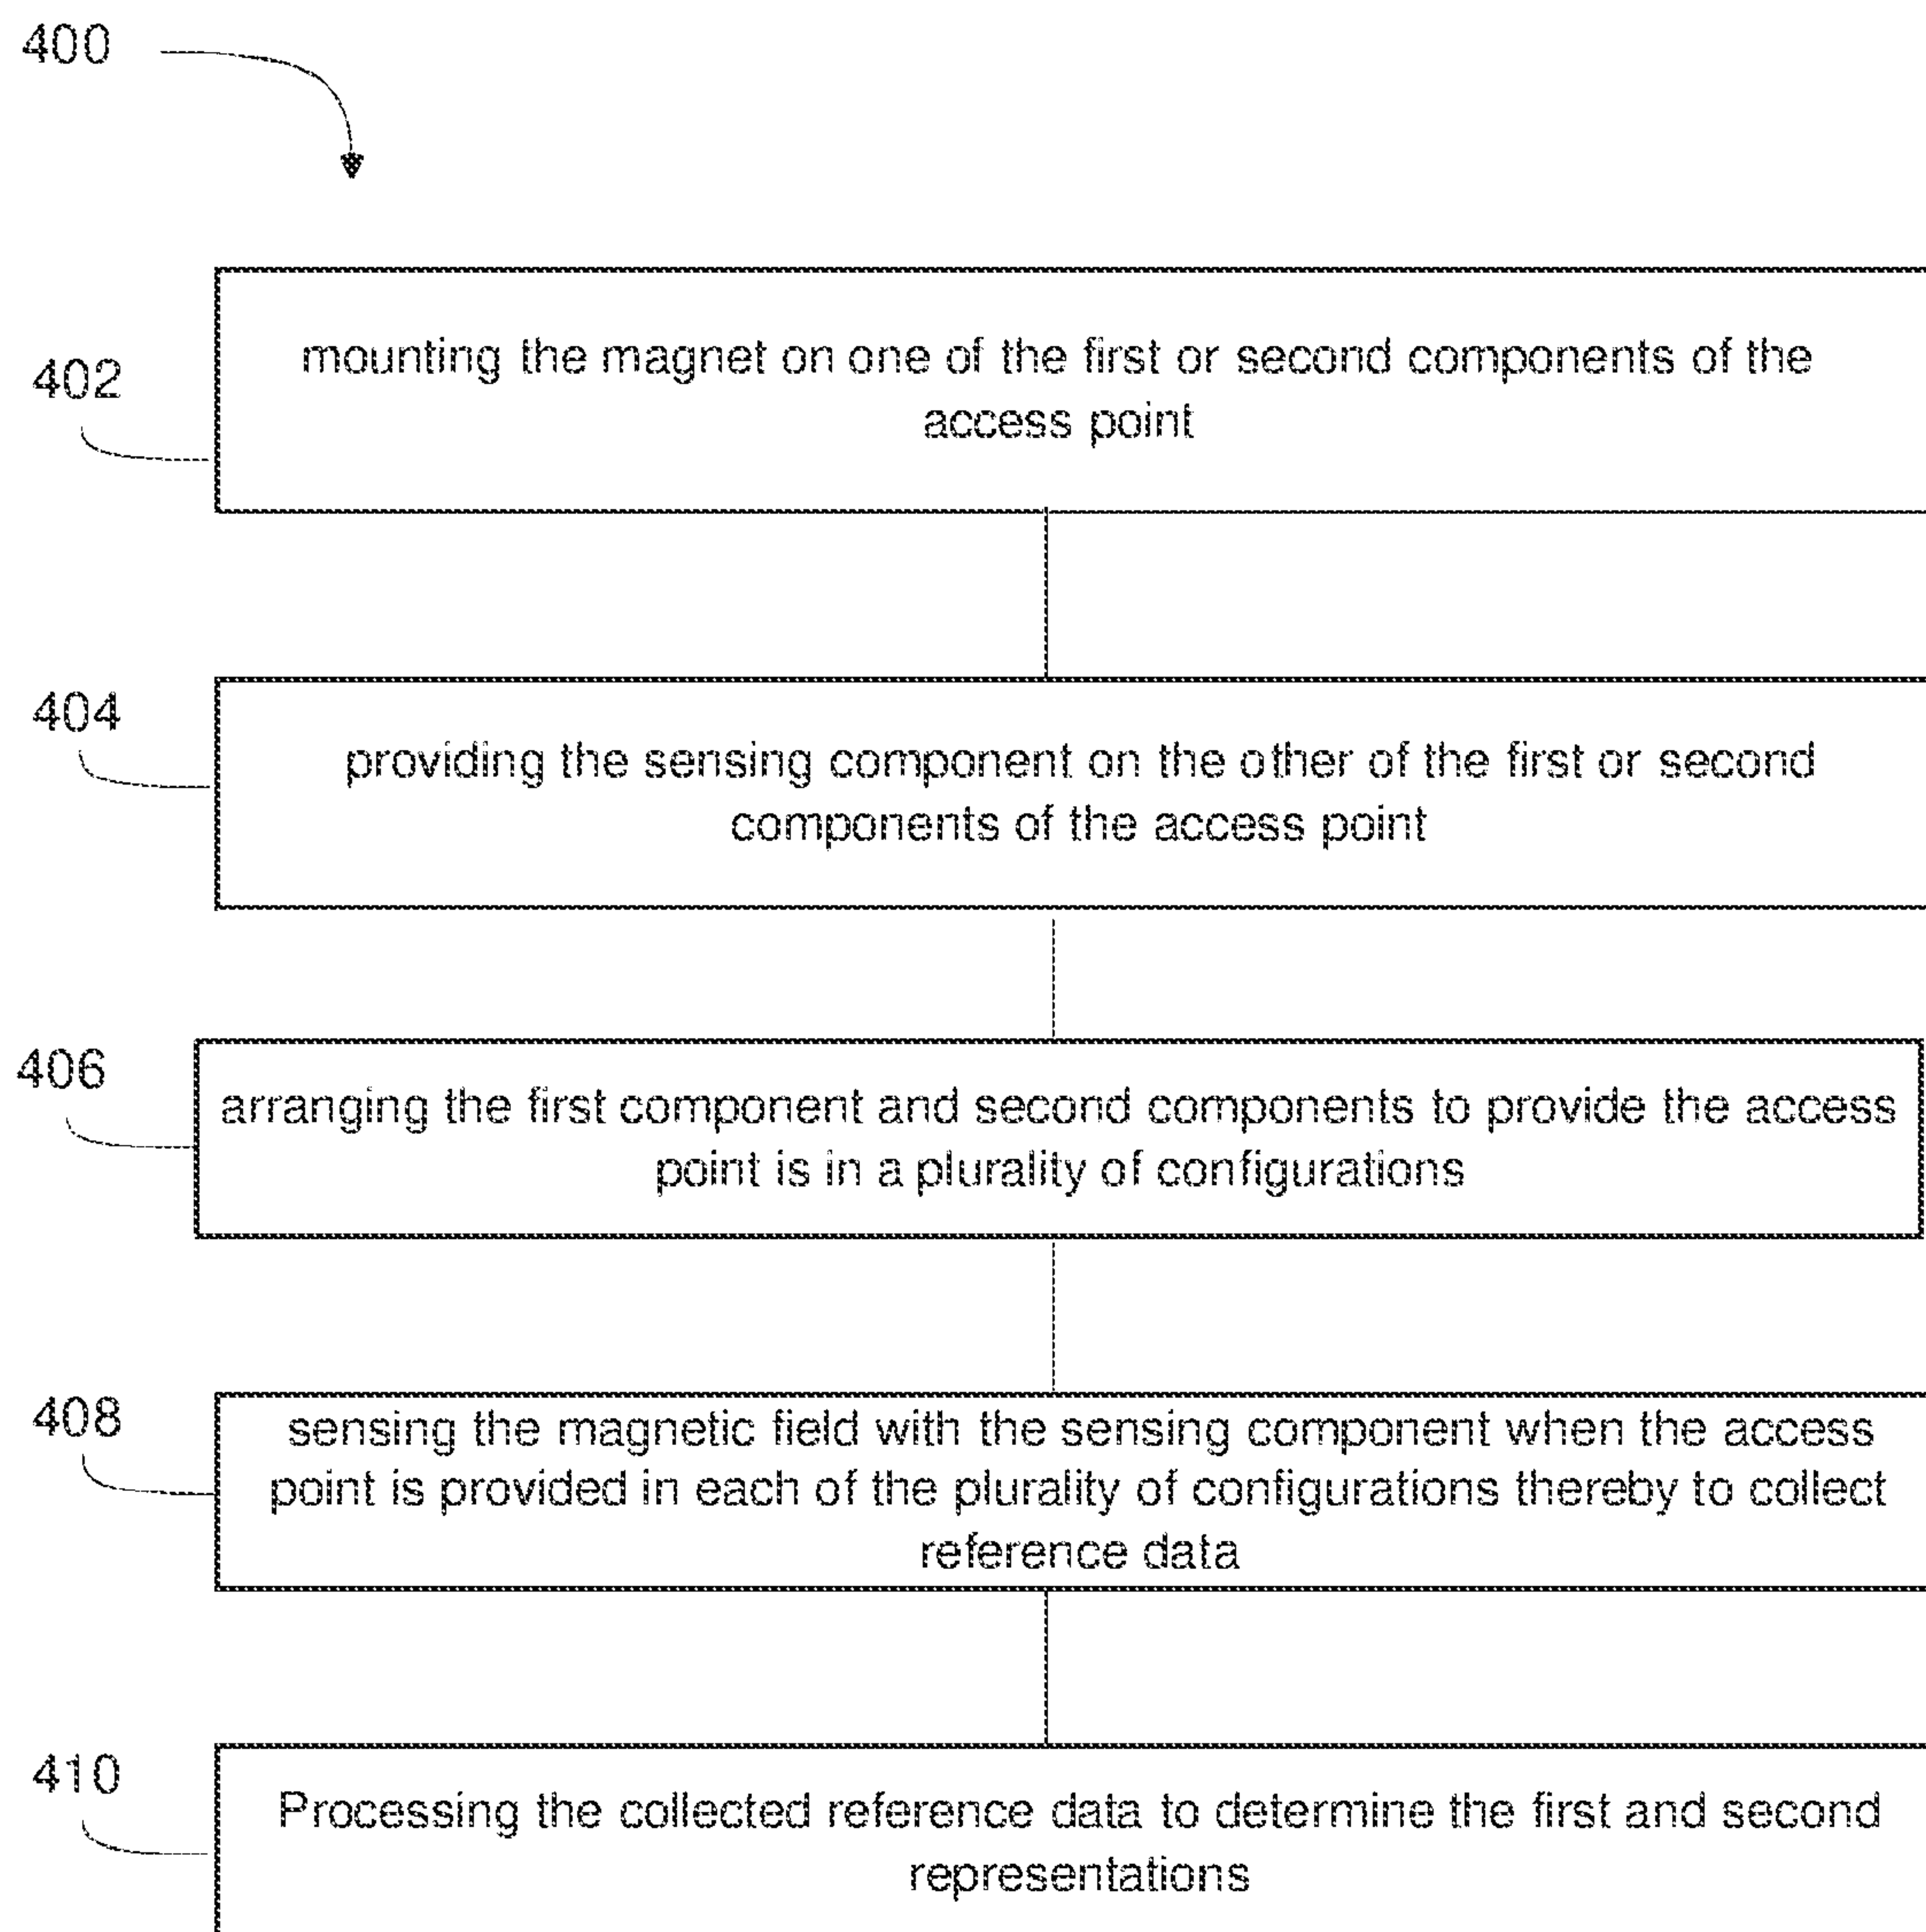 400
402
mounting the magnet on one of the first or second components of the
access point
404
providing the sensing component on the other of the first or second
components of the access point
406
arranging the first component and second components to provide the access
point is in a plurality of configurations
408
sensing the magnetic field with the sensing component when the access
point is provided in each of the plurality of configurations thereby to collect
reference data
410
Processing the collected reference data to determine the first and second
representations